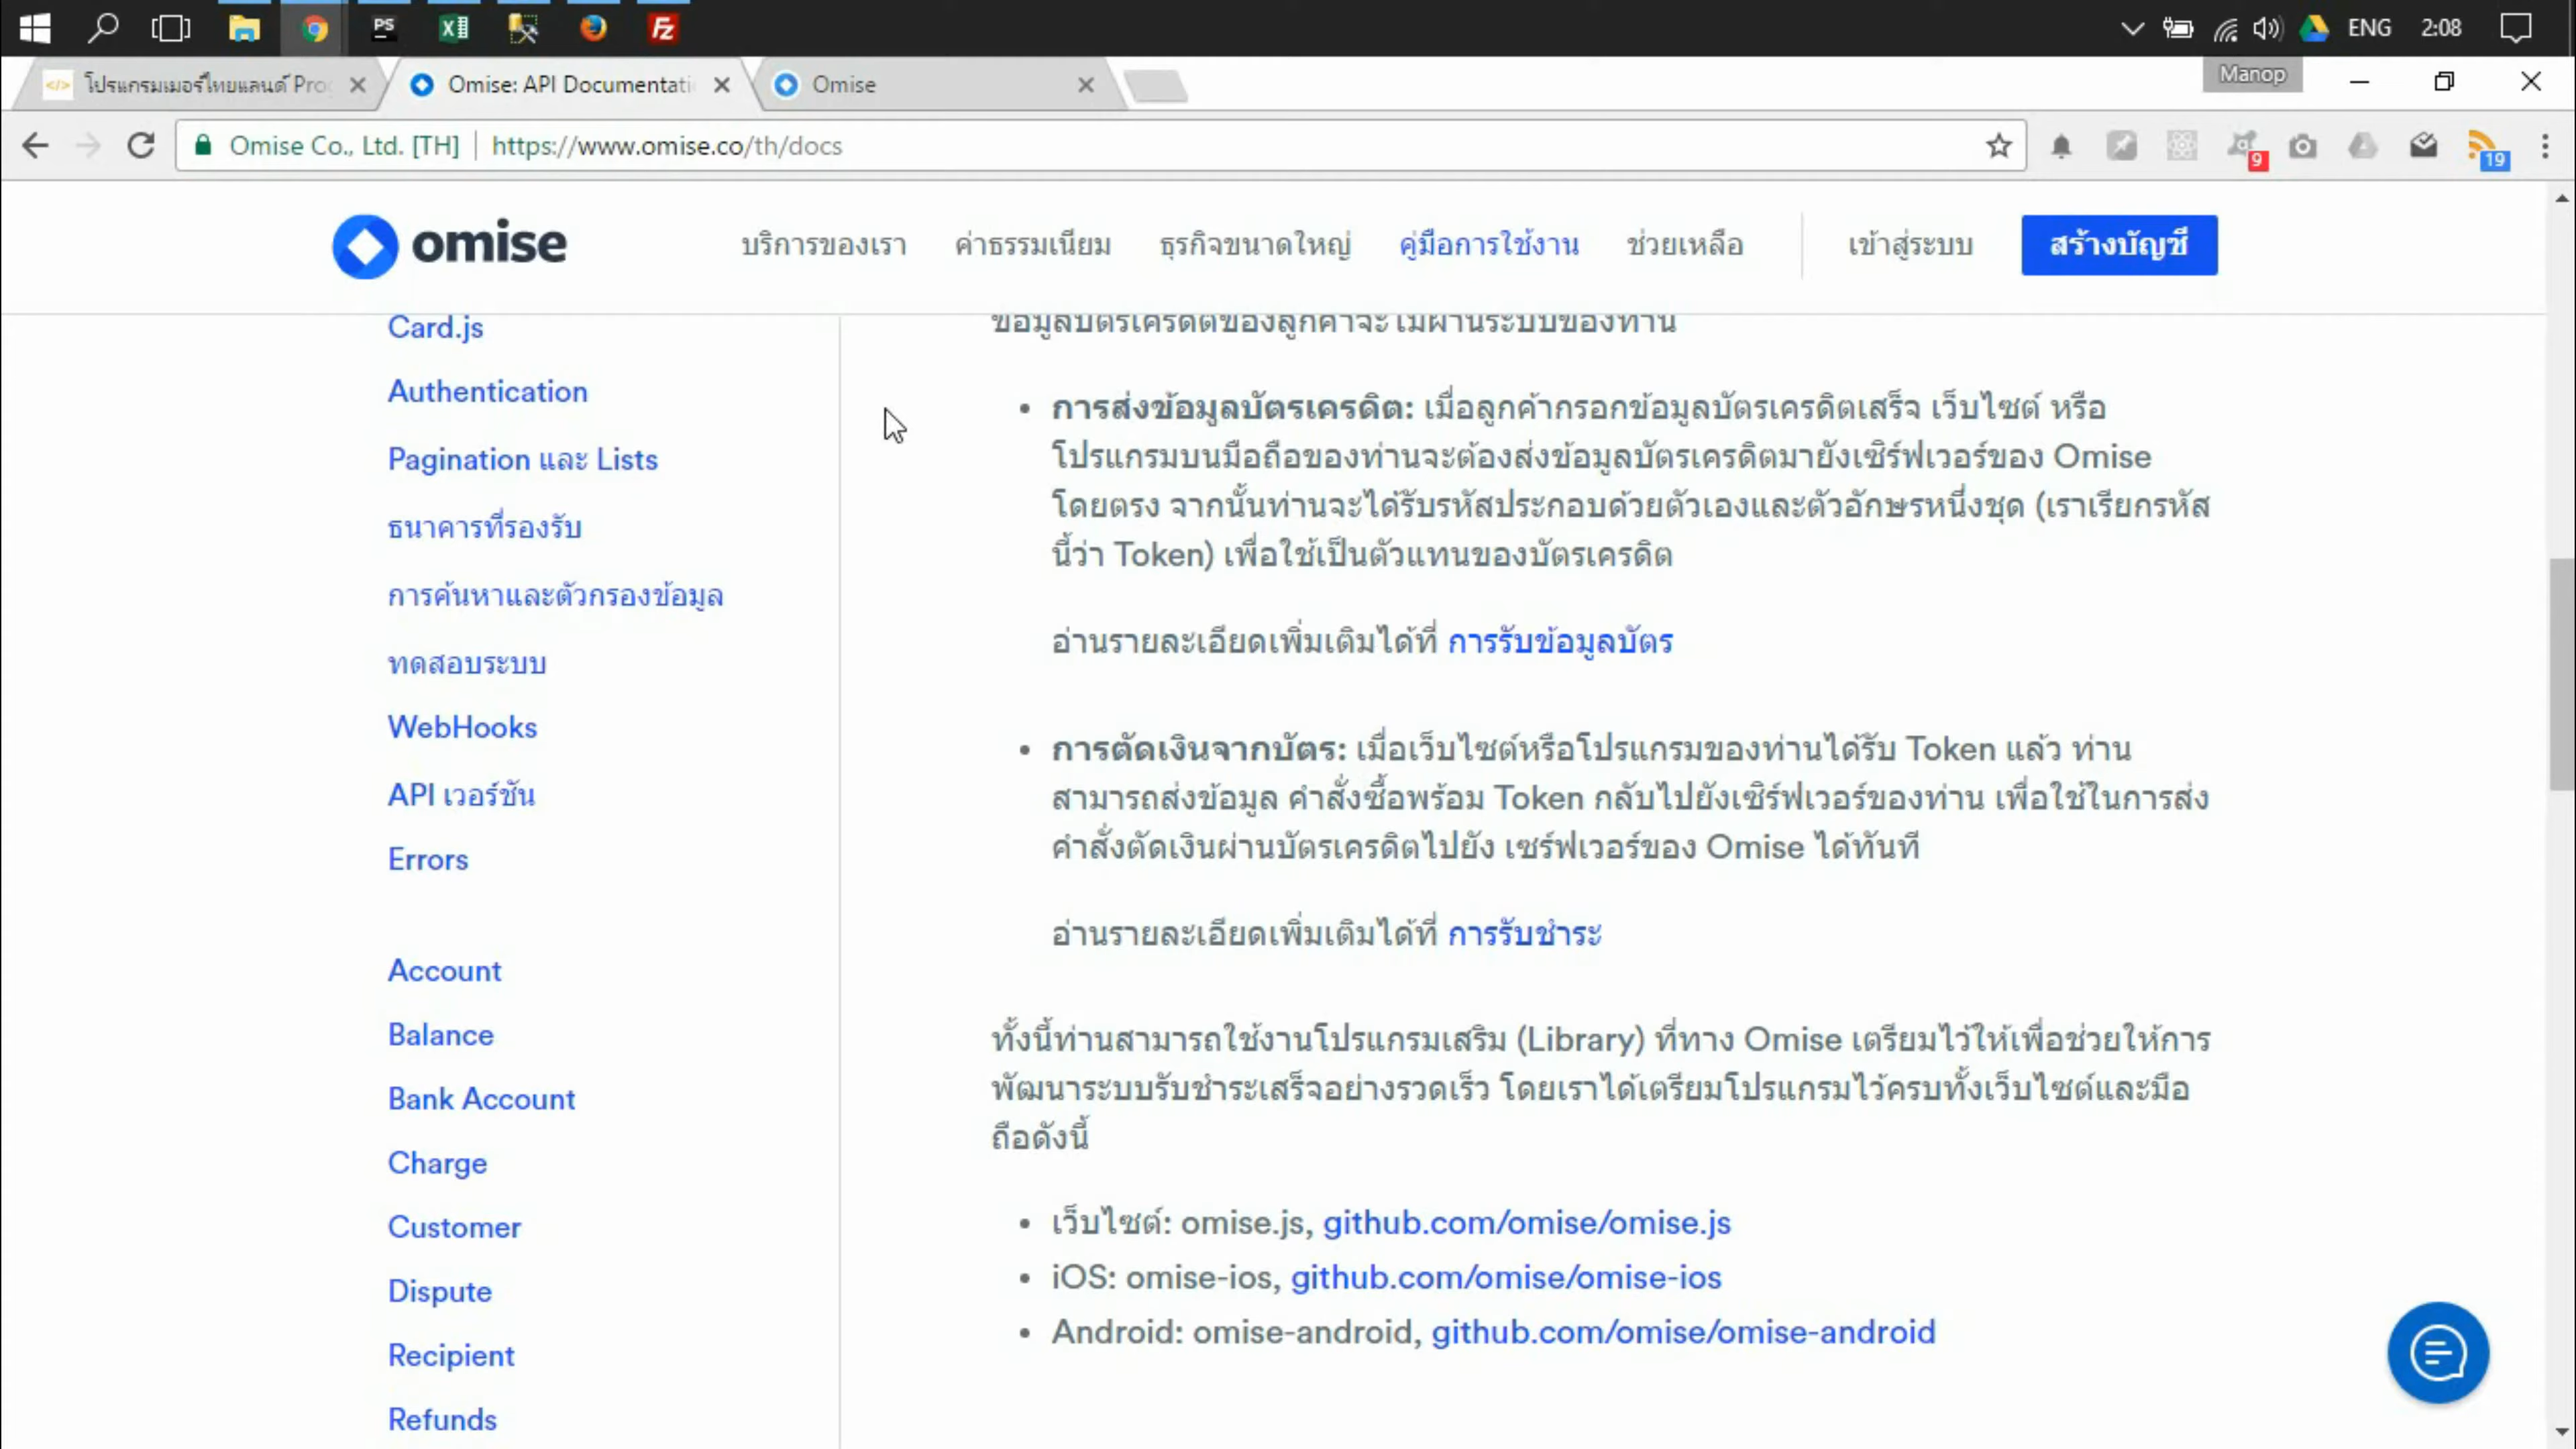 ENG 2:08
โปรแกรมเมอร์ไทยแลนด์ Pro
Omise: API Documentati
Omise
Manop
Omise Co., Ltd. [TH] https://www.omise.co/th/docs
9
19
omise
บริการของเรา ค่าธรรมเนียม ธุรกิจขนาดใหญ่ คู่มือการใช้งาน ช่วยเหลือ เข้าสู่ระบบ สร้างบัญชี
Card.js
Authentication
Pagination และ Lists
ธนาคารที่รองรับ
การค้นหาและตัวกรองข้อมูล
ทดสอบระบบ
WebHooks
API เวอร์ชัน
Errors
Account
Balance
Bank Account
Charge
Customer
Dispute
Recipient
Refunds
ข้อมูลบัตรเครดิตของลูกค้าจะไม่ผ่านระบบของท่าน
• การส่งข้อมูลบัตรเครดิต: เมื่อลูกค้ากรอกข้อมูลบัตรเครดิตเสร็จ เว็บไซต์ หรือ
โปรแกรมบนมือถือของท่านจะต้องส่งข้อมูลบัตรเครดิตมายังเซิร์ฟเวอร์ของ Omise
โดยตรง จากนั้นท่านจะได้รับรหัสประกอบด้วยตัวเองและตัวอักษรหนึ่งชุด (เราเรียกรหัส
นี้ว่า Token) เพื่อใช้เป็นตัวแทนของบัตรเครดิต
อ่านรายละเอียดเพิ่มเติมได้ที่ การรับข้อมูลบัตร
• การตัดเงินจากบัตร: เมื่อเว็บไซต์หรือโปรแกรมของท่านได้รับ Token แล้ว ท่าน
สามารถส่งข้อมูล คำสั่งซื้อพร้อม Token กลับไปยังเซิร์ฟเวอร์ของท่าน เพื่อใช้ในการส่ง
คำสั่งตัดเงินผ่านบัตรเครดิตไปยัง เซร์ฟเวอร์ของ Omise ได้ทันที
อ่านรายละเอียดเพิ่มเติมได้ที่ การรับชำระ
ทั้งนี้ท่านสามารถใช้งานโปรแกรมเสริม (Library) ที่ทาง Omise เตรียมไว้ให้เพื่อช่วยให้การ
พัฒนาระบบรับชำระเสร็จอย่างรวดเร็ว โดยเราได้เตรียมโปรแกรมไว้ครบทั้งเว็บไซต์และมือ
ถือดังนี้
• เว็บไซต์: omise.js, github.com/omise/omise.js
• iOS: omise-ios, github.com/omise/omise-ios
• Android: omise-android, github.com/omise/omise-android